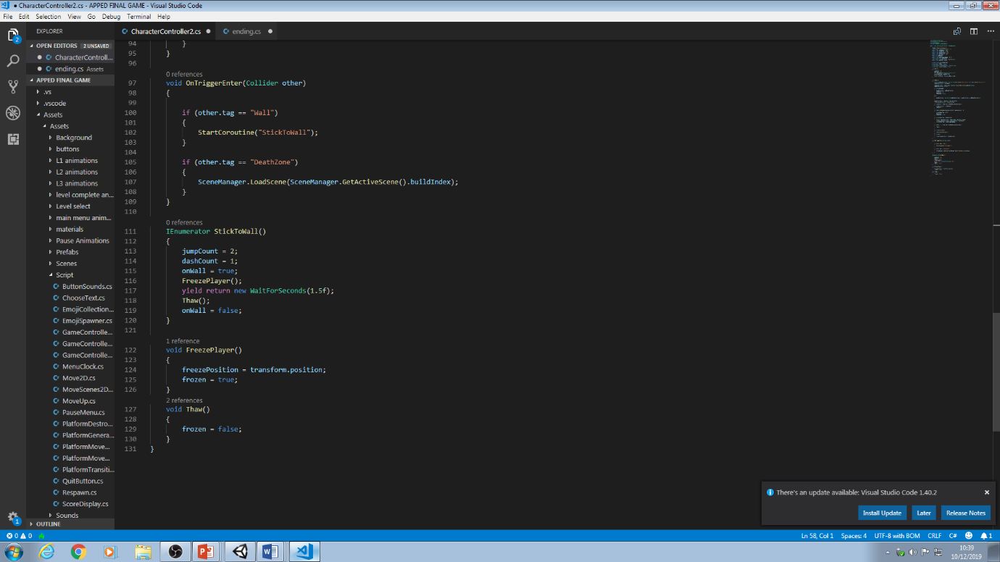 ● CharacterController2.cs - APPED FINAL GAME - Visual Studio Code
File Edit Selection View Go Debug Terminal Help
EXPLORER
CharacterController2.cs ●
ending.cs ●
OPEN EDITORS 2 UNSAVED
CharacterControll...
ending.cs Assets
APPED FINAL GAME
.vs
.vscode
Assets
Assets
Background
buttons
L1 animations
L2 animations
L3 animations
level complete an...
Level select
main menu anim...
materials
Pause Animations
Prefabs
Scenes
Script
ButtonSounds.cs
ChooseText.cs
EmojiCollection...
EmojiSpawner.cs
GameControlle...
GameControlle...
GameControlle...
MenuClock.cs
Move2D.cs
MoveScenes2D...
MoveUp.cs
PauseMenu.cs
PlatformDestro...
PlatformGenera...
PlatformMove...
PlatformMove...
PlatformTransiti...
QuitButton.cs
Respawn.cs
ScoreDisplay.cs
Sounds
OUTLINE
2
1
94 }
95 }
96
0 references
97 void OnTriggerEnter(Collider other)
98 {
99
100 if (other.tag == "Wall")
101 {
102 StartCoroutine("StickToWall");
103 }
104
105 if (other.tag == "DeathZone")
106 {
107 SceneManager.LoadScene(SceneManager.GetActiveScene().buildIndex);
108 }
109 }
110
0 references
111 IEnumerator StickToWall()
112 {
113 jumpCount = 2;
114 dashCount = 1;
115 onWall = true;
116 FreezePlayer();
117 yield return new WaitForSeconds(1.5f);
118 Thaw();
119 onWall = false;
120 }
121
1 reference
122 void FreezePlayer()
123 {
124 freezePosition = transform.position;
125 frozen = true;
126 }
2 references
127 void Thaw()
128 {
129 frozen = false;
130 }
131 }
There's an update available: Visual Studio Code 1.40.2
Install Update
Later
Release Notes
0 0
Ln 58, Col 1 Spaces: 4 UTF-8 with BOM CRLF C# 1
10:39
10/12/2019